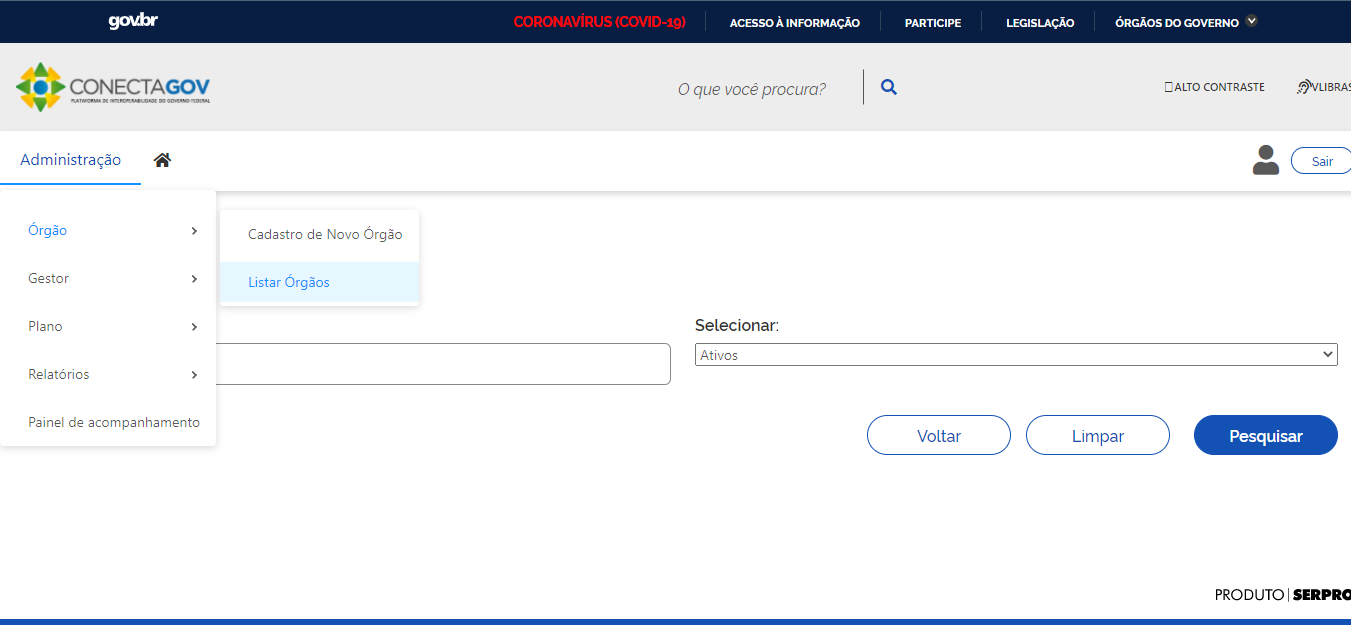 gov.br
CORONAVÍRUS (COVID-19)
ACESSO À INFORMAÇÃO
PARTICIPE
LEGISLAÇÃO
ÓRGÃOS DO GOVERNO
CONECTAGOV
PLATAFORMA DE INTEROPERABILIDADE DO GOVERNO FEDERAL
O que você procura?
ALTO CONTRASTE
VLIBRAS
Administração
Sair
Órgão
Cadastro de Novo Órgão
Gestor
Listar Órgãos
Plano
Selecionar:
Ativos
Relatórios
Painel de acompanhamento
Voltar
Limpar
Pesquisar
PRODUTO | SERPRO